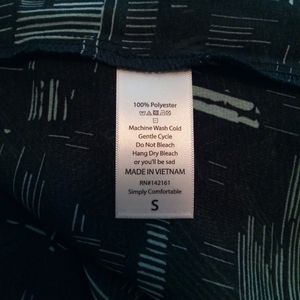 100% Polyester
Machine Wash Cold
Gentle Cycle
Do Not Bleach
Hang Dry Bleach
or you'll be sad
MADE IN VIETNAM
RN#142161
Simply Comfortable
S